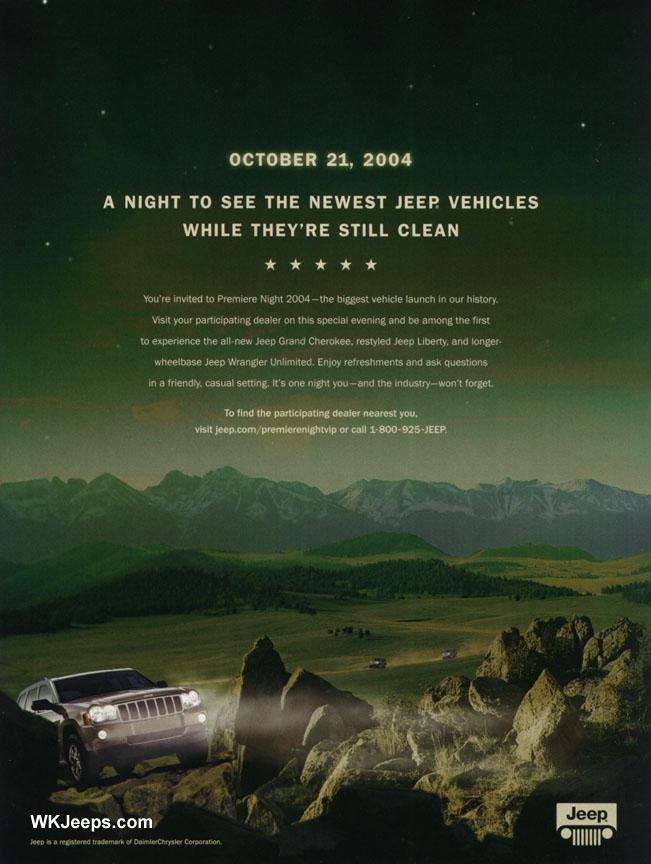 OCTOBER 21, 2004
A NIGHT TO SEE THE NEWEST JEEP VEHICLES
WHILE THEY'RE STILL CLEAN
★ ★ ★ ★ ★
You're invited to Premiere Night 2004—the biggest vehicle launch in our history.
Visit your participating dealer on this special evening and be among the first
to experience the all-new Jeep Grand Cherokee, restyled Jeep Liberty, and longer-
wheelbase Jeep Wrangler Unlimited. Enjoy refreshments and ask questions
in a friendly, casual setting. It's one night you—and the industry—won't forget.
To find the participating dealer nearest you,
visit jeep.com/premierenightvip or call 1-800-925-JEEP.
WKJeeps.com
Jeep is a registered trademark of DaimlerChrysler Corporation.
Jeep